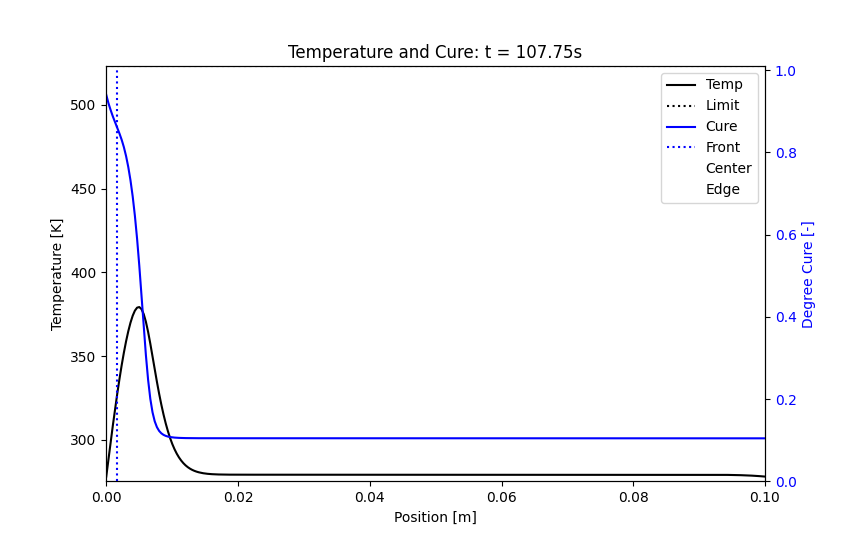 Temperature and Cure: t = 107.75s
Temperature [K]
500
450
400
350
300
Temp
Limit
Cure
Front
Center
Edge
1.0
0.8
0.6
0.4
0.2
0.0
Degree Cure [-]
0.00
0.02
0.04
0.06
0.08
0.10
Position [m]